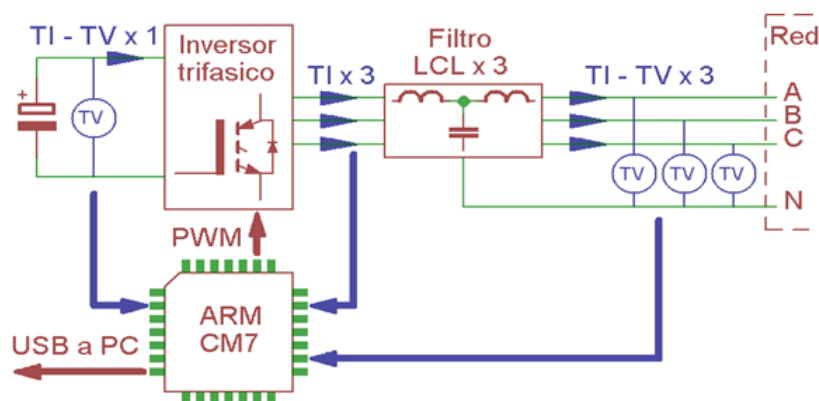 TI - TV x 1
Inversor
trifasico
TI x 3
Filtro
LCL x 3
TI - TV x 3
Red
+
TV
A
B
C
TV
TV
TV
N
PWM
ARM
CM7
USB a PC